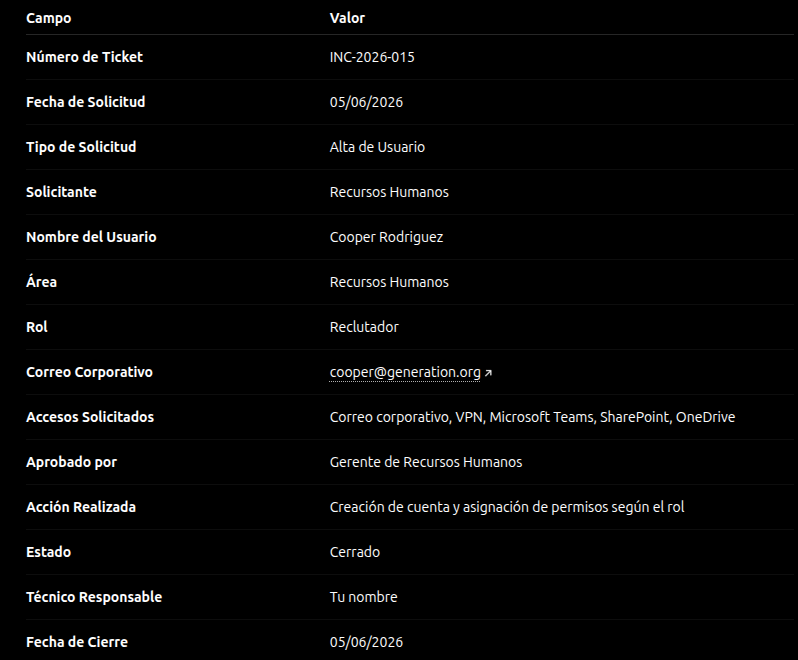 Campo Valor
Número de Ticket INC-2026-015
Fecha de Solicitud 05/06/2026
Tipo de Solicitud Alta de Usuario
Solicitante Recursos Humanos
Nombre del Usuario Cooper Rodriguez
Área Recursos Humanos
Rol Reclutador
Correo Corporativo cooper@generation.org ↗
Accesos Solicitados Correo corporativo, VPN, Microsoft Teams, SharePoint, OneDrive
Aprobado por Gerente de Recursos Humanos
Acción Realizada Creación de cuenta y asignación de permisos según el rol
Estado Cerrado
Técnico Responsable Tu nombre
Fecha de Cierre 05/06/2026